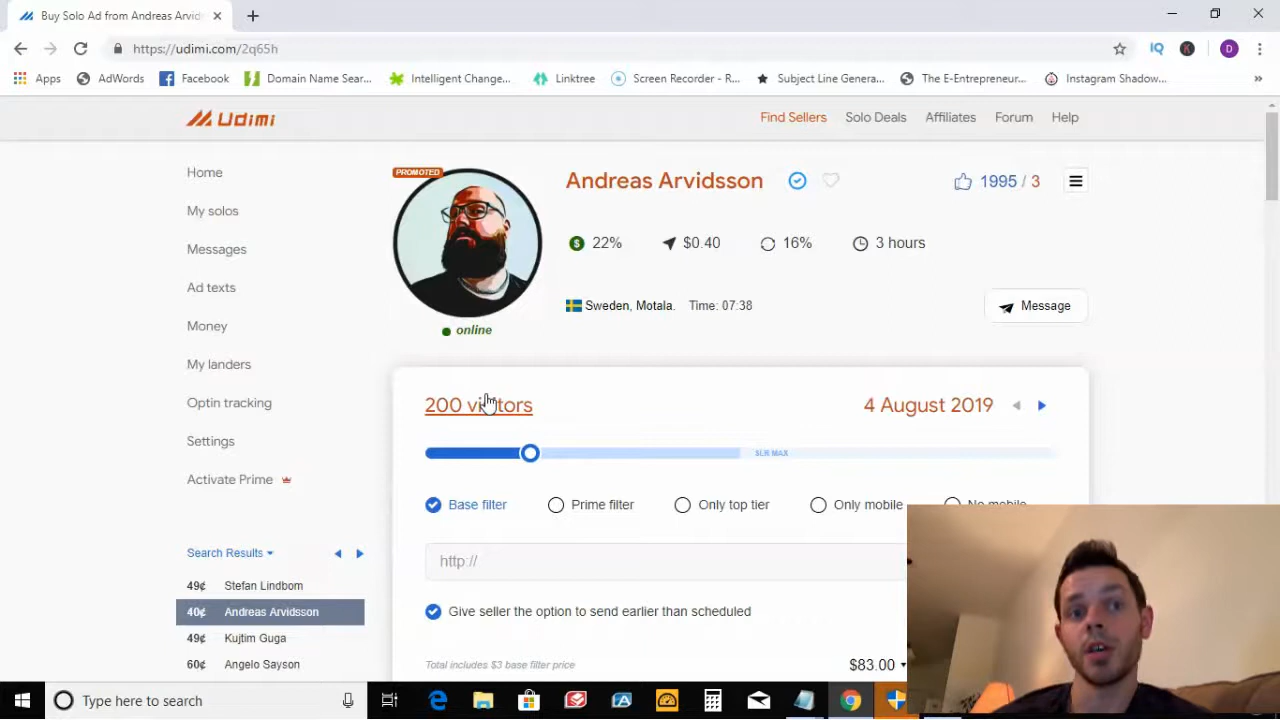 Buy Solo Ad from Andreas Arvids
https://udimi.com/2q65h
IQ
K
D
Apps
AdWords
Facebook
Domain Name Sear...
Intelligent Change...
Linktree
Screen Recorder - R...
Subject Line Genera...
The E-Entrepreneur...
Instagram Shadow...
»
Udimi
Find Sellers
Solo Deals
Affiliates
Forum
Help
Home
My solos
Messages
Ad texts
Money
My landers
Optin tracking
Settings
Activate Prime
Search Results
49¢ Stefan Lindbom
40¢ Andreas Arvidsson
49¢ Kujtim Guga
60¢ Angelo Sayson
PROMOTED
Andreas Arvidsson
1995 / 3
22%
$0.40
16%
3 hours
Sweden, Motala. Time: 07:38
Message
online
200 visitors
4 August 2019
SLR MAX
Base filter
Prime filter
Only top tier
Only mobile
No mobile
http://
Give seller the option to send earlier than scheduled
Total includes $3 base filter price
$83.00
Type here to search